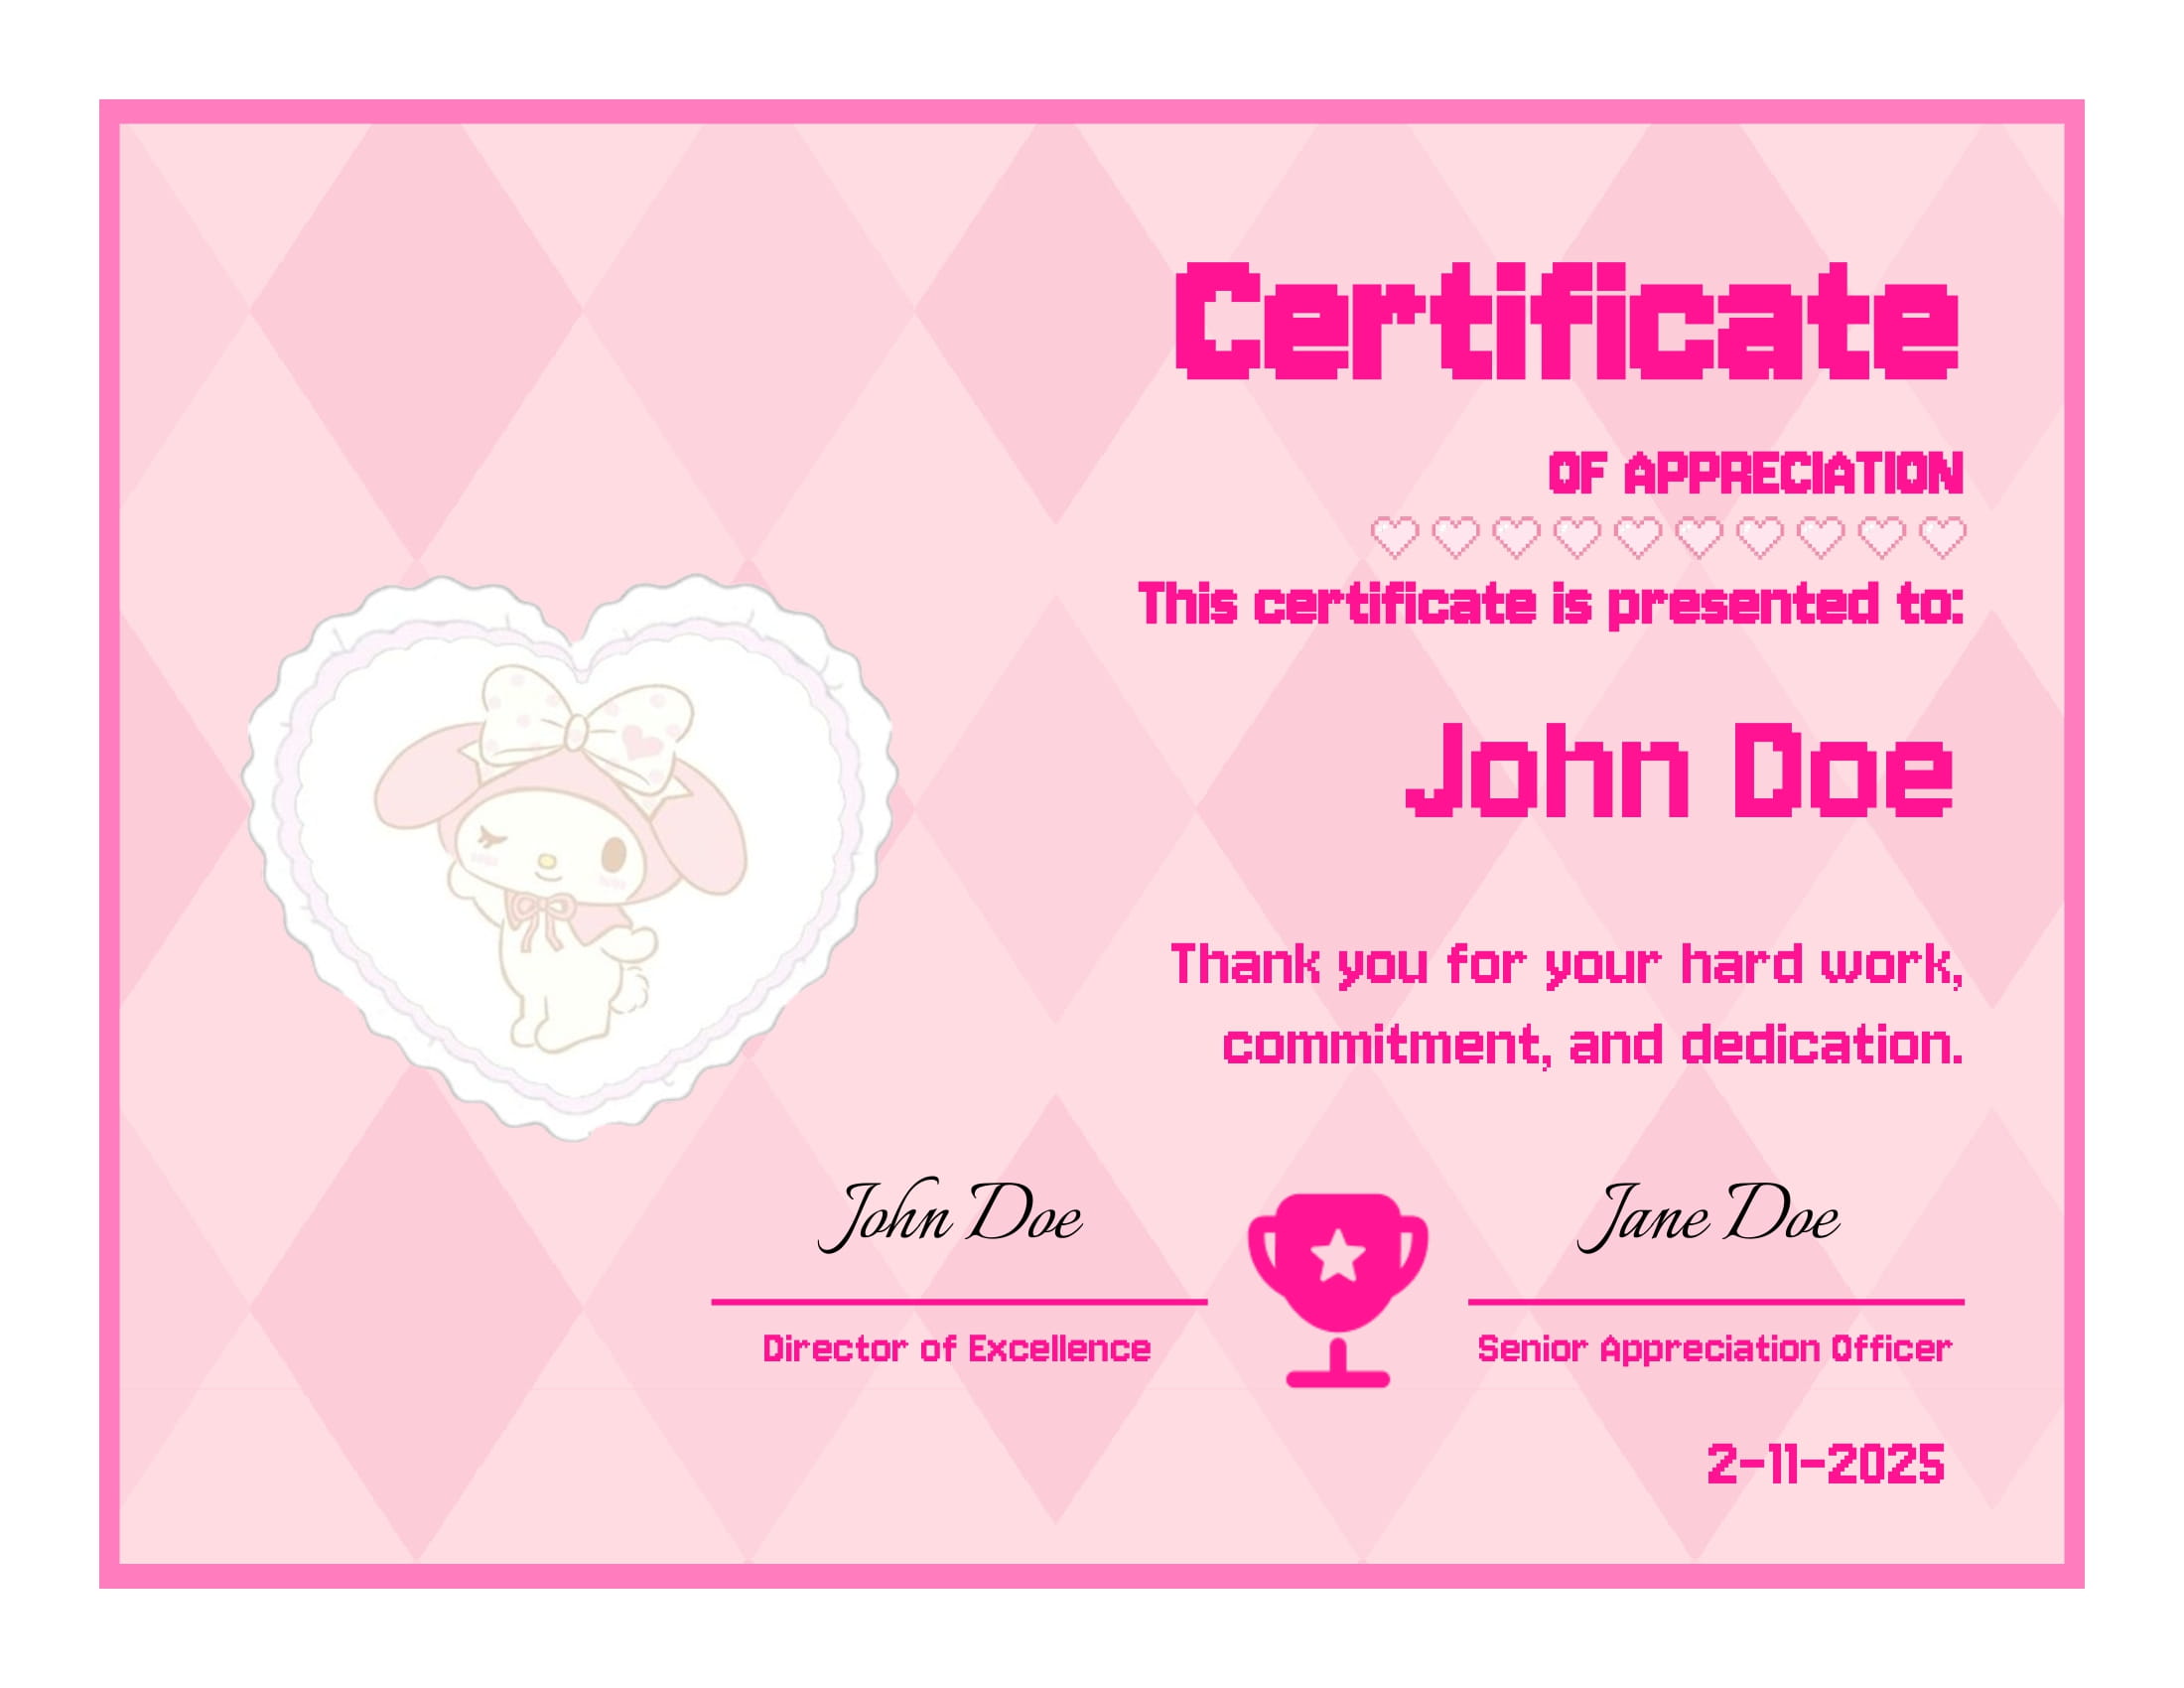 Certificate
OF APPRECIATION
This certificate is presented to:
John Doe
Thank you for your hard work,
commitment, and dedication.
John Doe
Jane Doe
Director of Excellence
Senior Appreciation Officer
2-11-2025